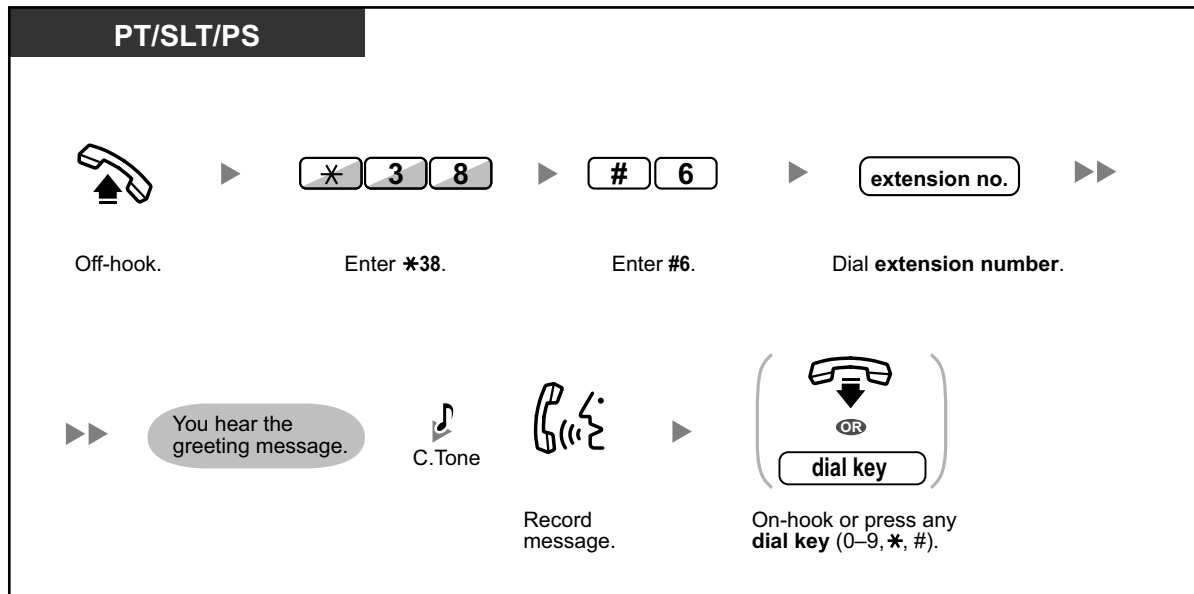 PT/SLT/PS
* 3 8
# 6
extension no.
Off-hook.
Enter *38.
Enter #6.
Dial extension number.
You hear the
greeting message.
C.Tone
OR
dial key
Record
message.
On-hook or press any
dial key (0–9, *, #).